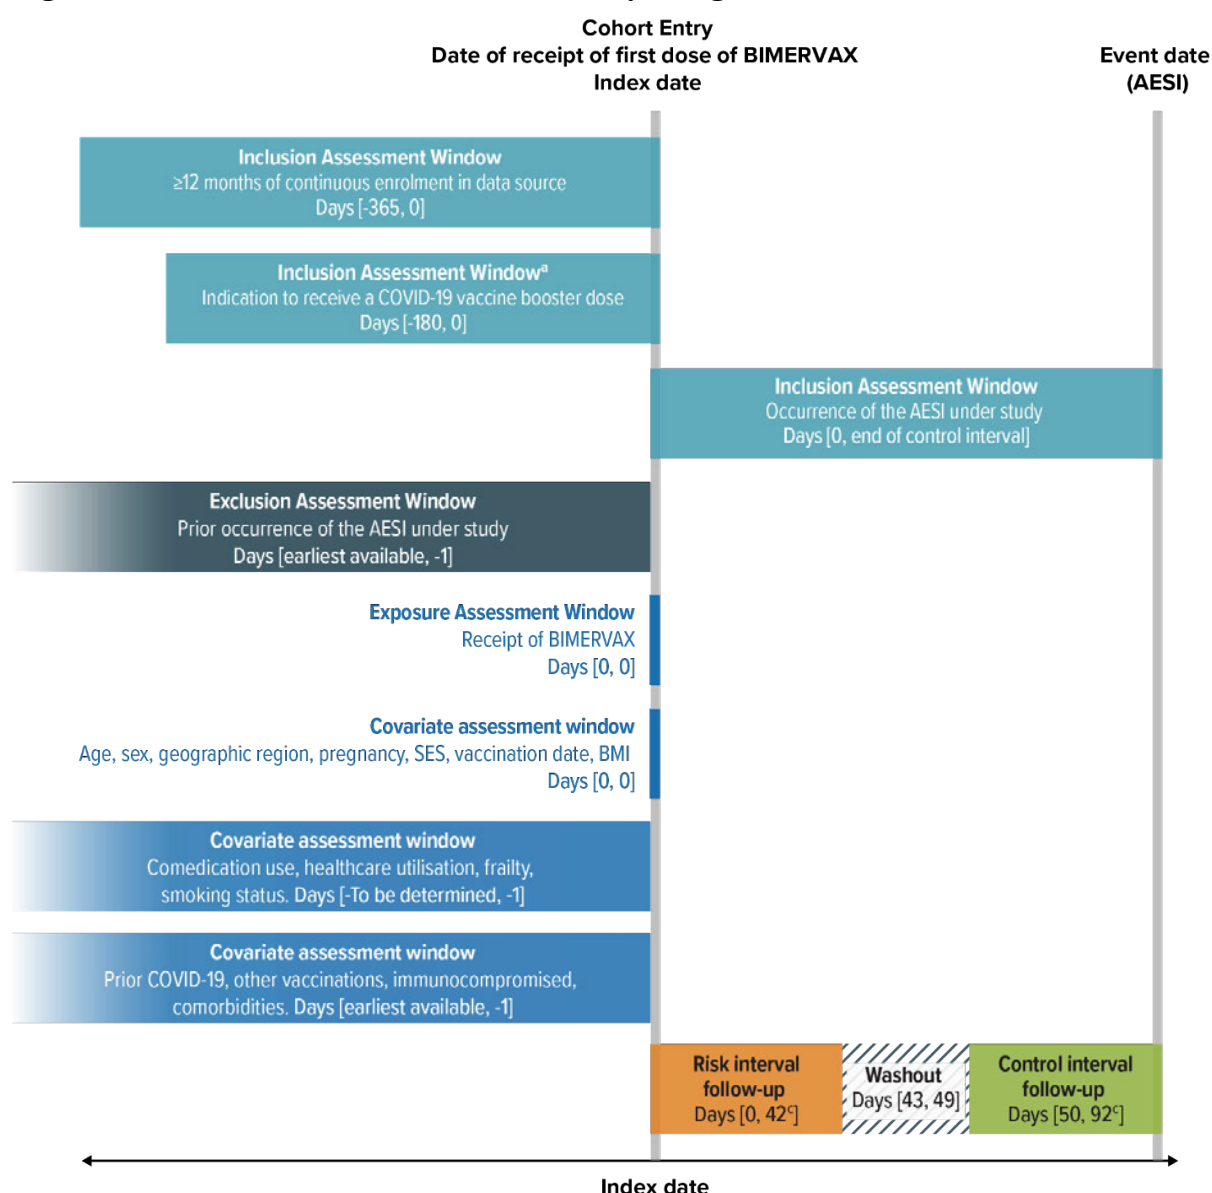 Cohort Entry
Date of receipt of first dose of BIMERVAX
Index date
Event date
(AESI)
Inclusion Assessment Window
≥12 months of continuous enrolment in data source
Days [-365, 0]
Inclusion Assessment Windowᵃ
Indication to receive a COVID-19 vaccine booster dose
Days [-180, 0]
Inclusion Assessment Window
Occurrence of the AESI under study
Days [0, end of control interval]
Exclusion Assessment Window
Prior occurrence of the AESI under study
Days [earliest available, -1]
Exposure Assessment Window
Receipt of BIMERVAX
Days [0, 0]
Covariate assessment window
Age, sex, geographic region, pregnancy, SES, vaccination date, BMI
Days [0, 0]
Covariate assessment window
Comedication use, healthcare utilisation, frailty,
smoking status. Days [-To be determined, -1]
Covariate assessment window
Prior COVID-19, other vaccinations, immunocompromised,
comorbidities. Days [earliest available, -1]
Risk interval
follow-up
Days [0, 42ᶜ]
Washout
Days [43, 49]
Control interval
follow-up
Days [50, 92ᶜ]
Index date